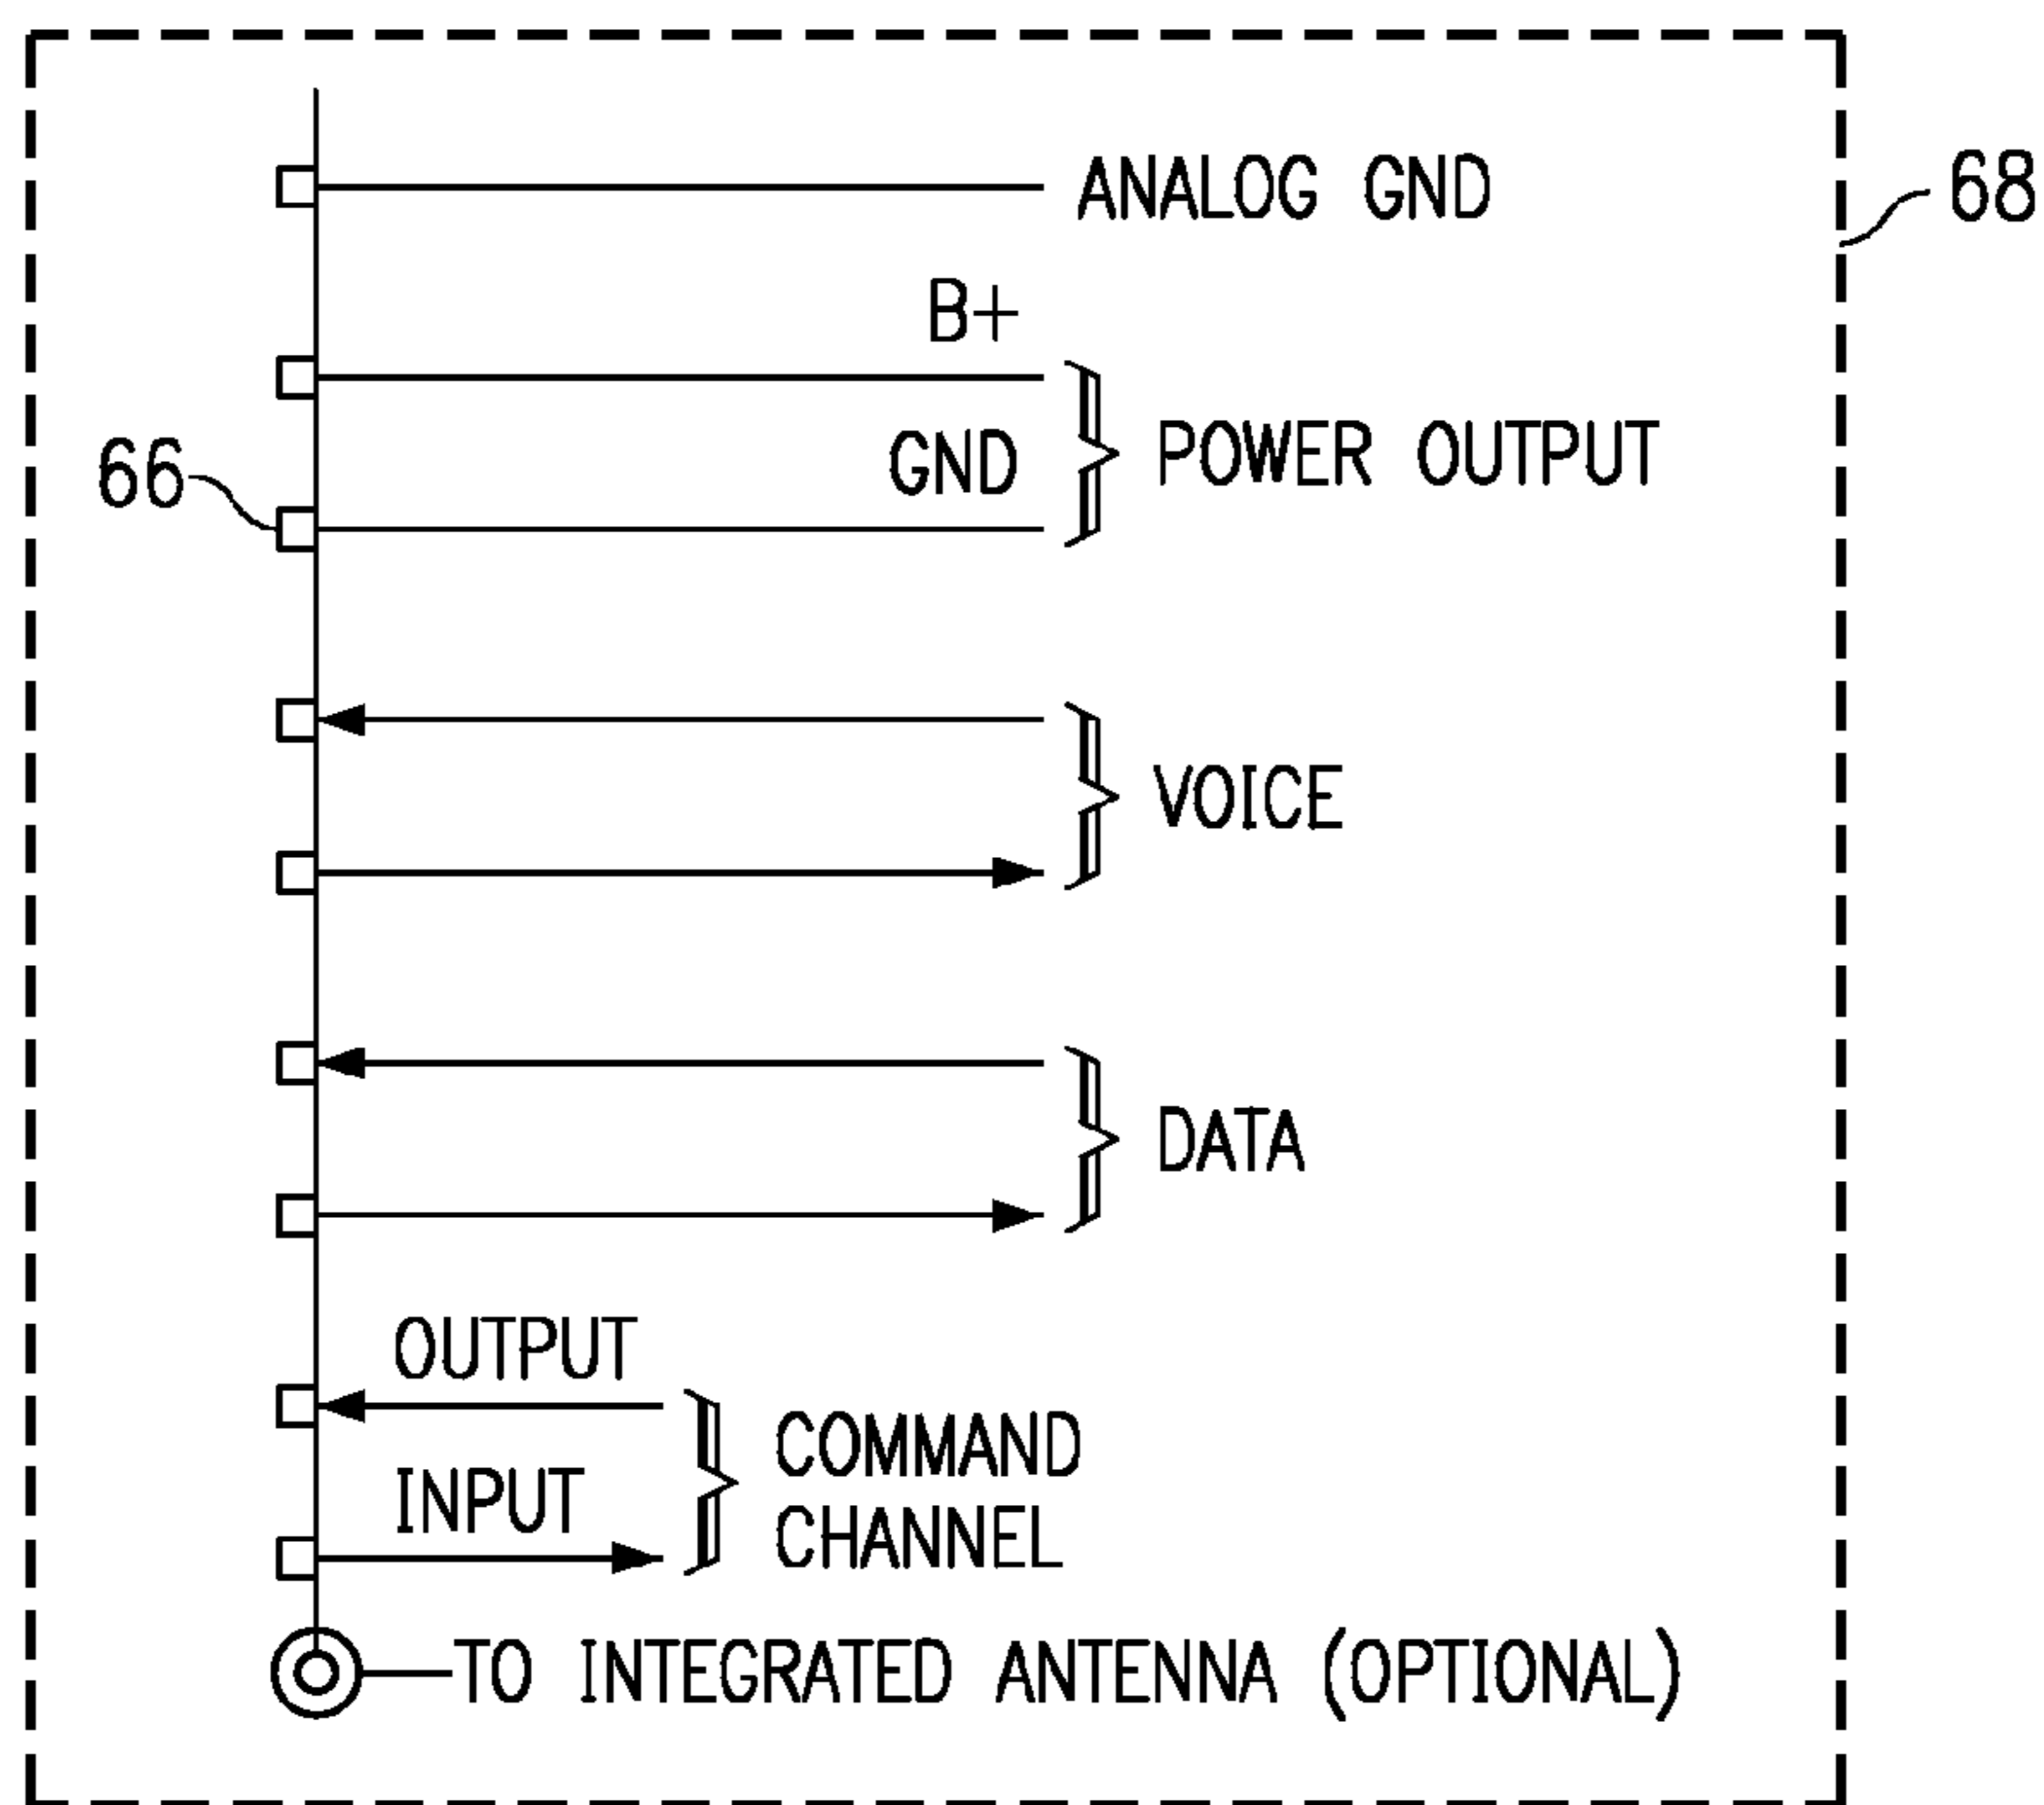 ANALOG GND
68
B+
GND
POWER OUTPUT
66
VOICE
DATA
OUTPUT
INPUT
COMMAND
CHANNEL
TO INTEGRATED ANTENNA (OPTIONAL)